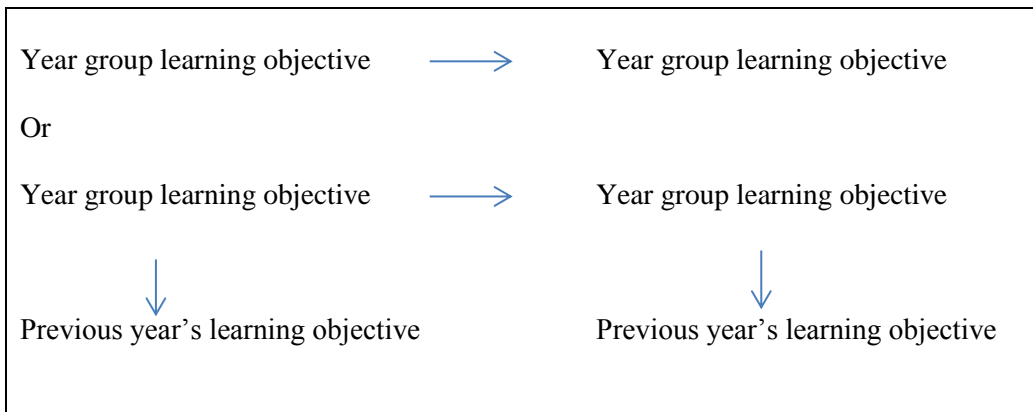 Year group learning objective Year group learning objective
Or
Year group learning objective Year group learning objective
Previous year’s learning objective Previous year’s learning objective